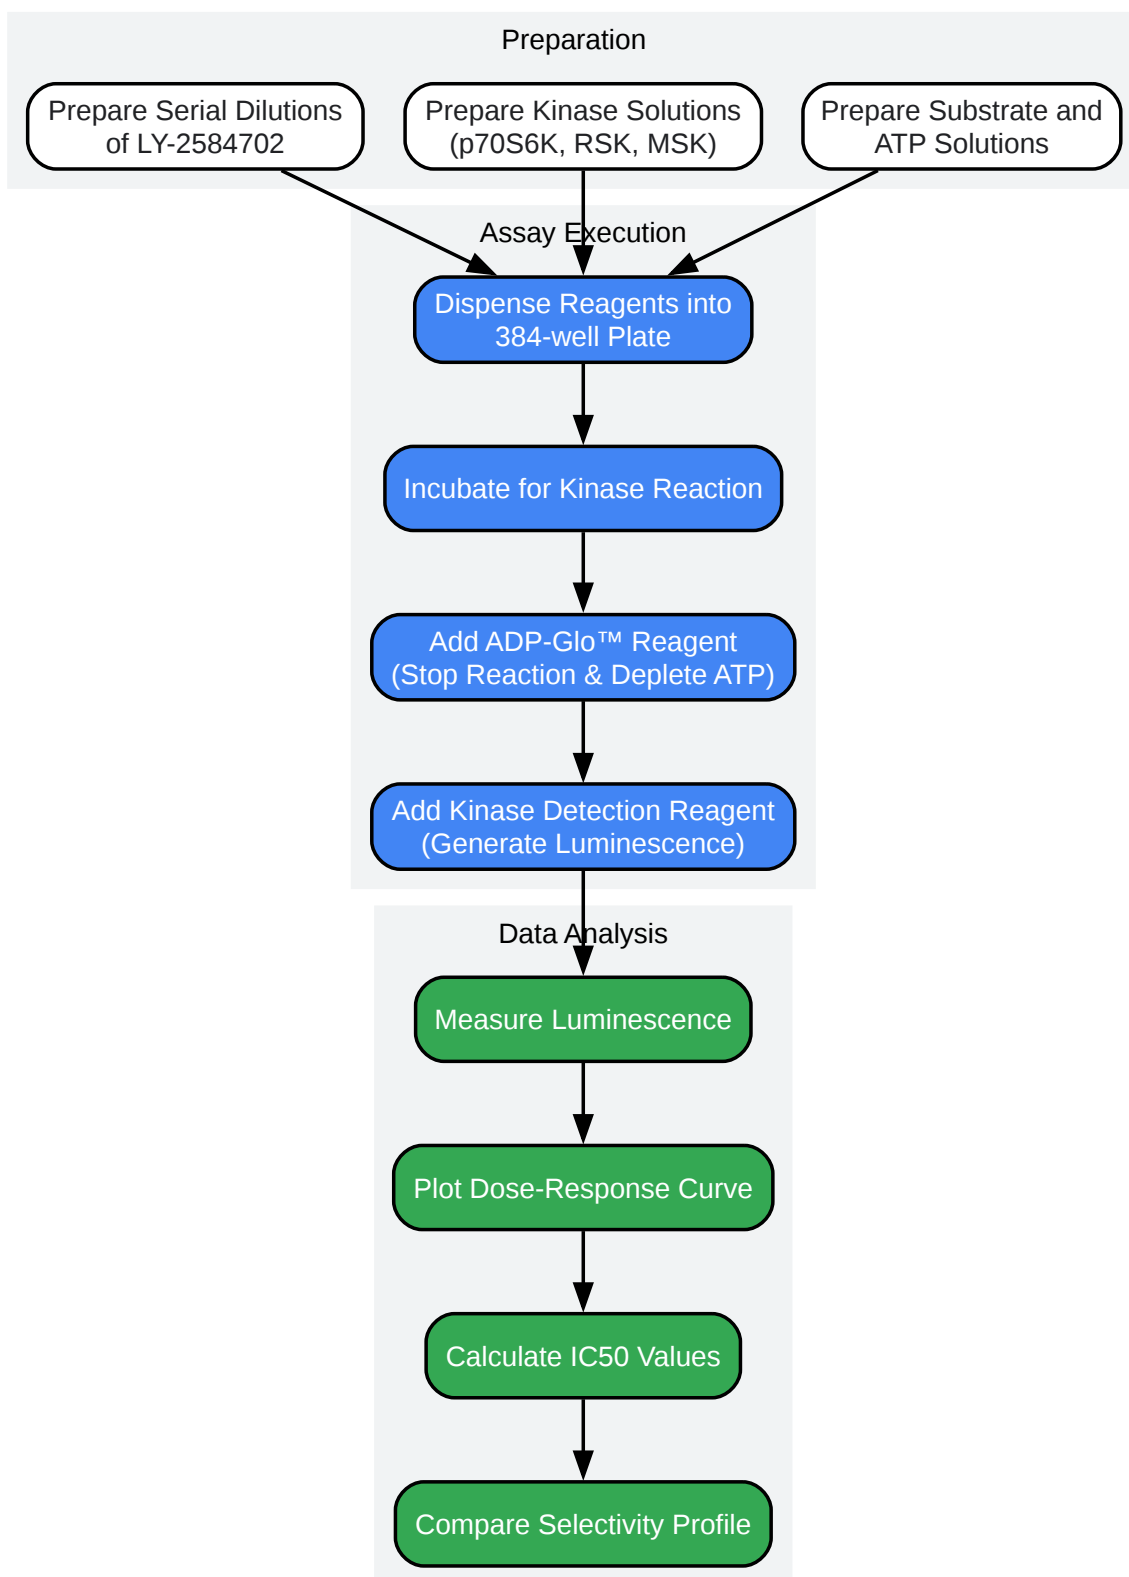 Preparation
Prepare Serial Dilutions
of LY-2584702
Prepare Kinase Solutions
(p70S6K, RSK, MSK)
Prepare Substrate and
ATP Solutions
Assay Execution
Dispense Reagents into
384-well Plate
Incubate for Kinase Reaction
Add ADP-Glo™ Reagent
(Stop Reaction & Deplete ATP)
Add Kinase Detection Reagent
(Generate Luminescence)
Data Analysis
Measure Luminescence
Plot Dose-Response Curve
Calculate IC50 Values
Compare Selectivity Profile